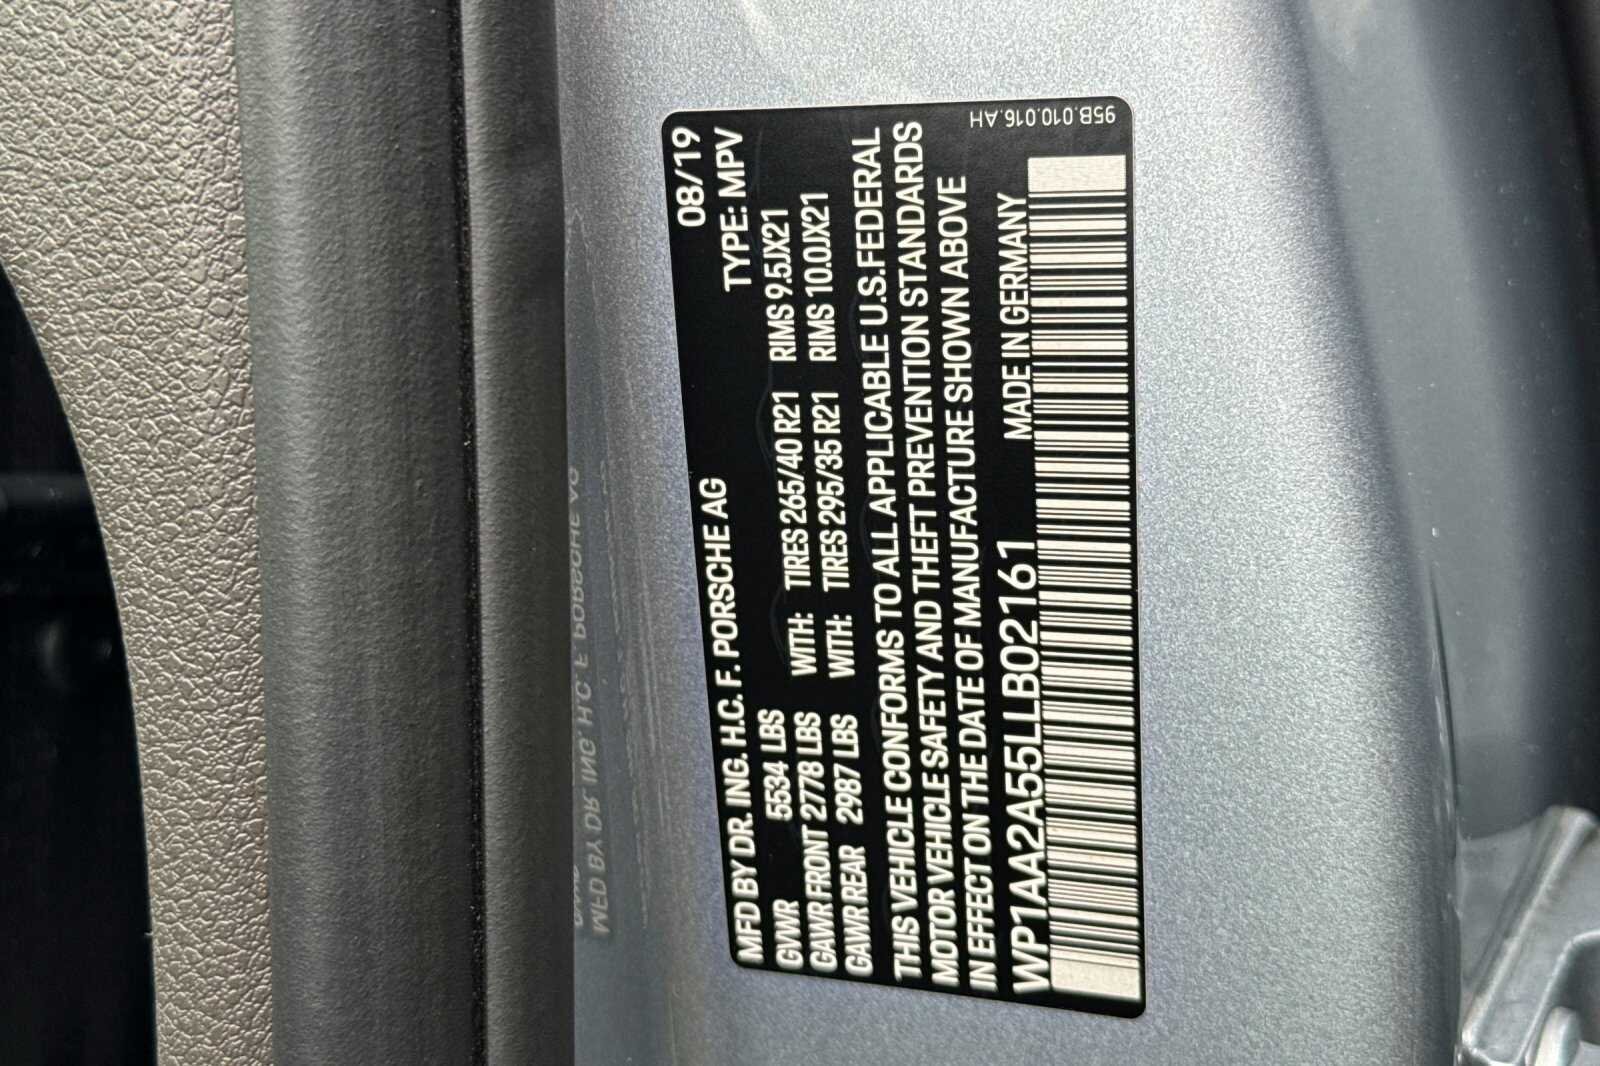 08/19
MFD BY DR. ING. H.C. F. PORSCHE AG TYPE: MPV
GVWR 5534 LBS WITH: TIRES 265/40 R21 RIMS 9.5JX21
GAWR FRONT 2778 LBS WITH: TIRES 295/35 R21 RIMS 10.0JX21
GAWR REAR 2987 LBS
THIS VEHICLE CONFORMS TO ALL APPLICABLE U.S.FEDERAL
MOTOR VEHICLE SAFETY AND THEFT PREVENTION STANDARDS
IN EFFECT ON THE DATE OF MANUFACTURE SHOWN ABOVE
WP1AA2A55LLB02161 MADE IN GERMANY
95B.010.016.AH